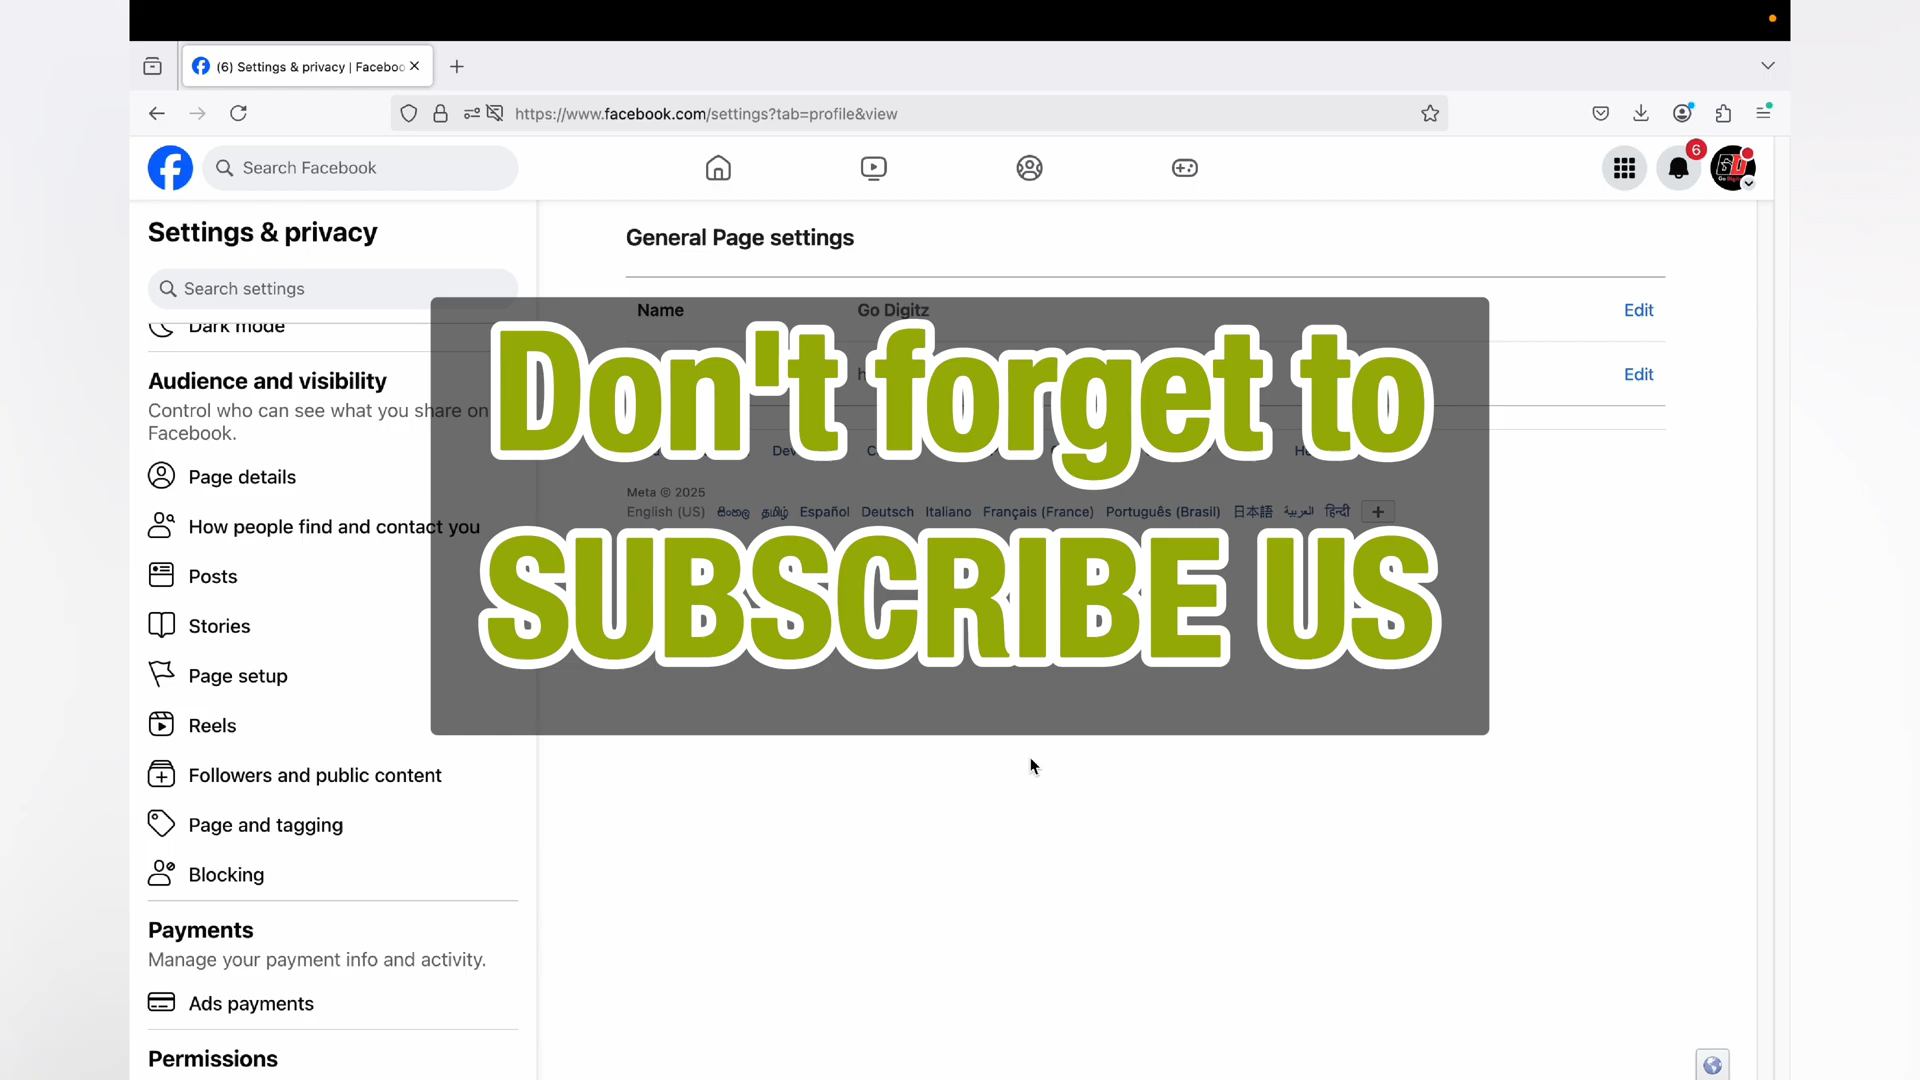 (6) Settings & privacy | Faceboo
https://www.facebook.com/settings?tab=profile&view
Search Facebook
6
Settings & privacy
Search settings
Dark mode
Audience and visibility
Control who can see what you share on
Facebook.
Page details
How people find and contact you
Posts
Stories
Page setup
Reels
Followers and public content
Page and tagging
Blocking
Payments
Manage your payment info and activity.
Ads payments
Permissions
General Page settings
Name Go Digitz Edit
Edit
Don't forget to
SUBSCRIBE US
Meta © 2025
English (US) සිංහල தமிழ் Español Deutsch Italiano Français (France) Português (Brasil) 日本語 العربية हिन्दी